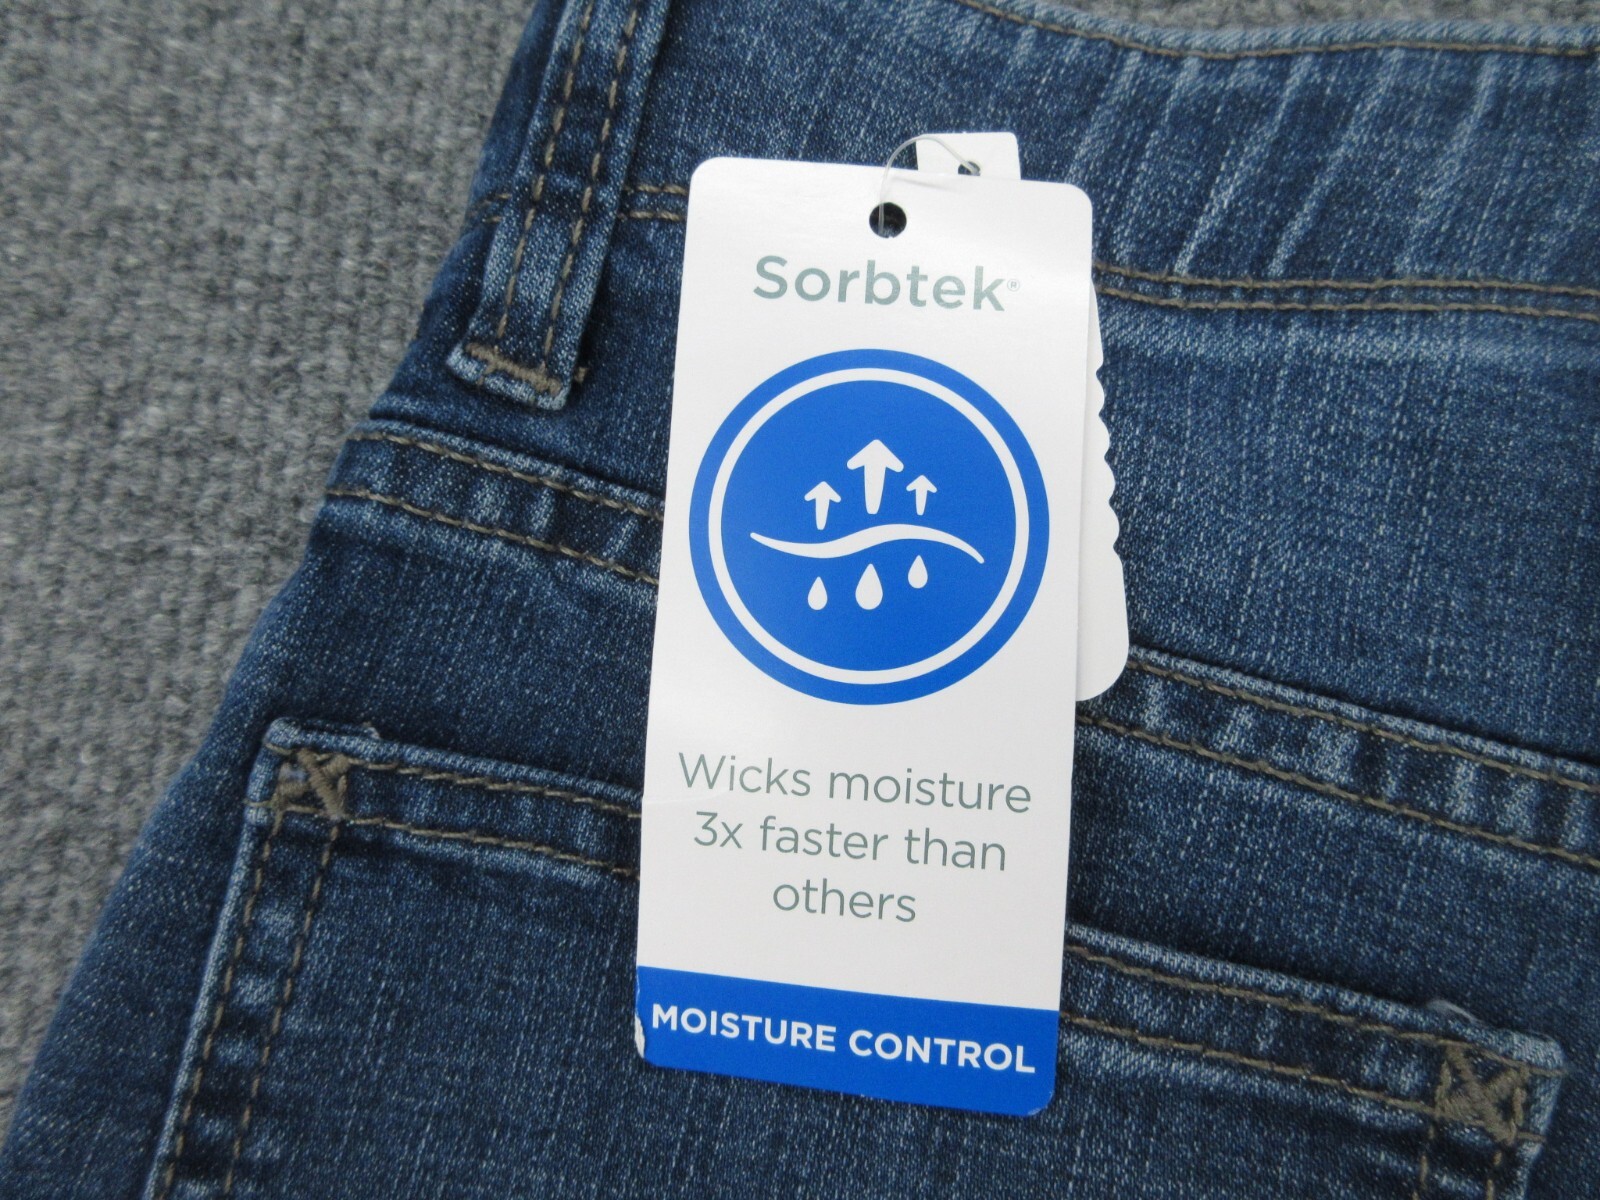 Sorbtek®
Wicks moisture
3x faster than
others
MOISTURE CONTROL